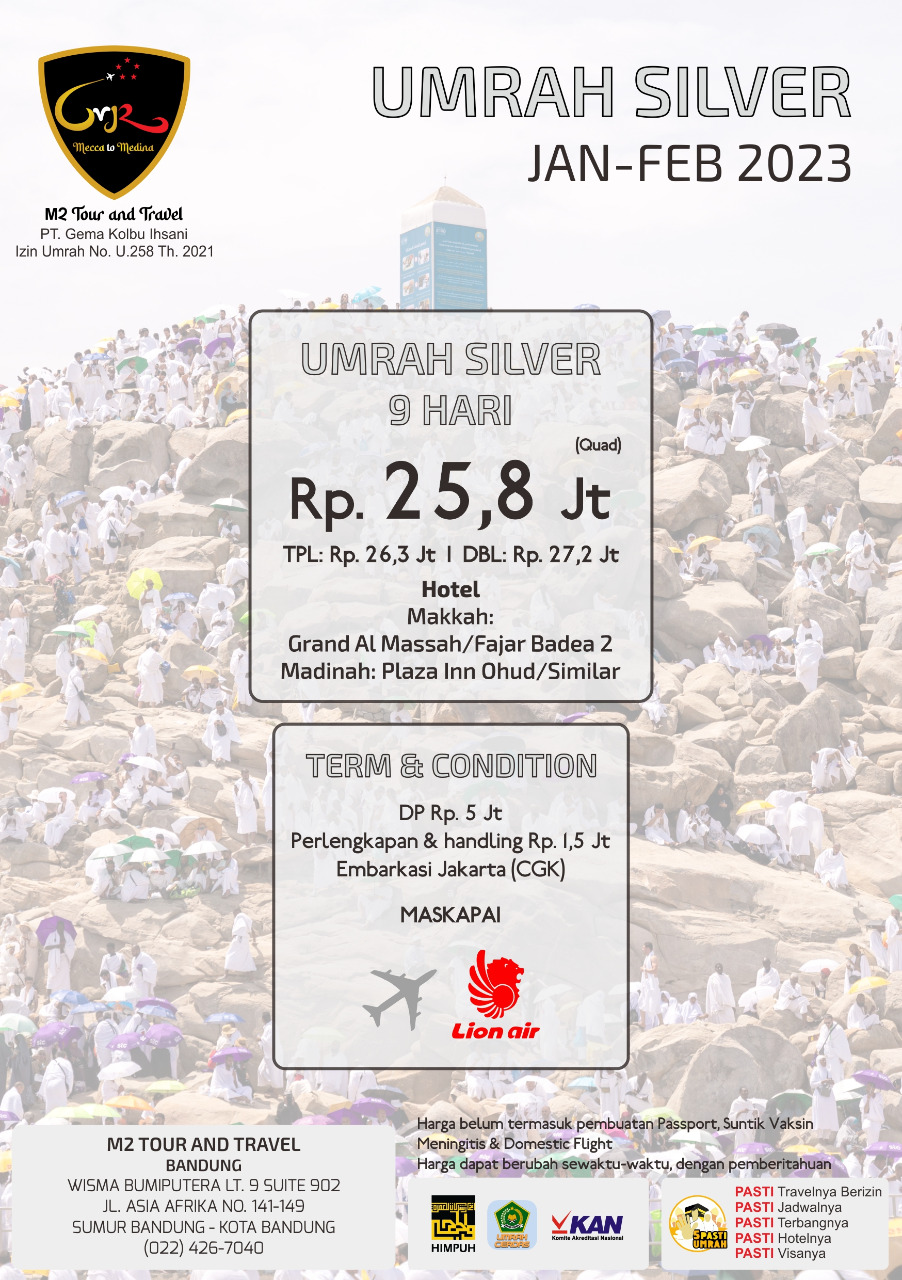 GvR
Mecca to Medina
M2 Tour and Travel
PT. Gema Kolbu Ihsani
Izin Umrah No. U.258 Th. 2021
UMRAH SILVER
JAN-FEB 2023
UMRAH SILVER
9 HARI
(Quad)
Rp. 25,8 Jt
TPL: Rp. 26,3 Jt I DBL: Rp. 27,2 Jt
Hotel
Makkah:
Grand Al Massah/Fajar Badea 2
Madinah: Plaza Inn Ohud/Similar
TERM & CONDITION
DP Rp. 5 Jt
Perlengkapan & handling Rp. 1,5 Jt
Embarkasi Jakarta (CGK)
MASKAPAI
Lion air
Harga belum termasuk pembuatan Passport, Suntik Vaksin
Meningitis & Domestic Flight
Harga dapat berubah sewaktu-waktu, dengan pemberitahuan
M2 TOUR AND TRAVEL
BANDUNG
WISMA BUMIPUTERA LT. 9 SUITE 902
JL. ASIA AFRIKA NO. 141-149
SUMUR BANDUNG - KOTA BANDUNG
(022) 426-7040
HIMPUH
UMRAH
CERDAS
KAN
Komite Akreditasi Nasional
5PASTI
UMRAH
PASTI Travelnya Berizin
PASTI Jadwalnya
PASTI Terbangnya
PASTI Hotelnya
PASTI Visanya